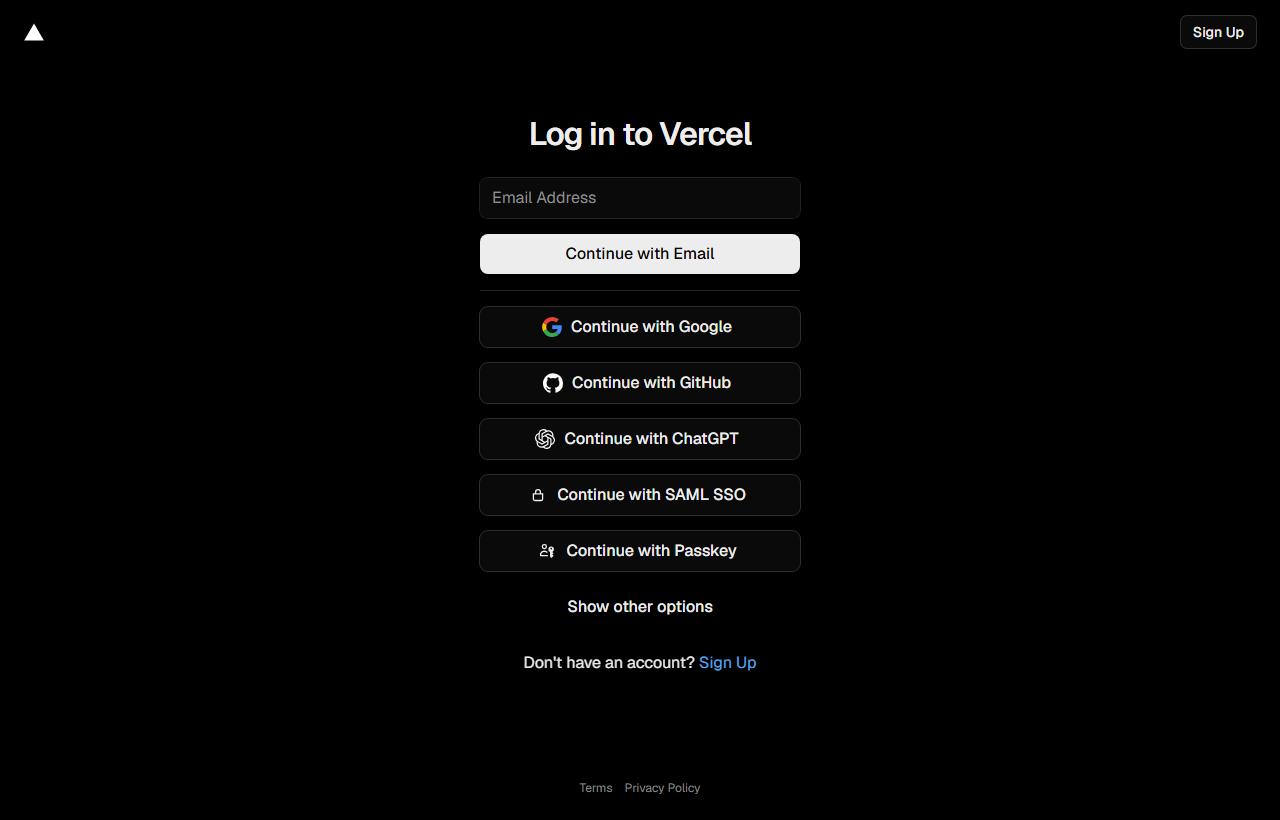 Sign Up
Log in to Vercel
Email Address
Continue with Email
Continue with Google
Continue with GitHub
Continue with ChatGPT
Continue with SAML SSO
Continue with Passkey
Show other options
Don't have an account? Sign Up
Terms Privacy Policy